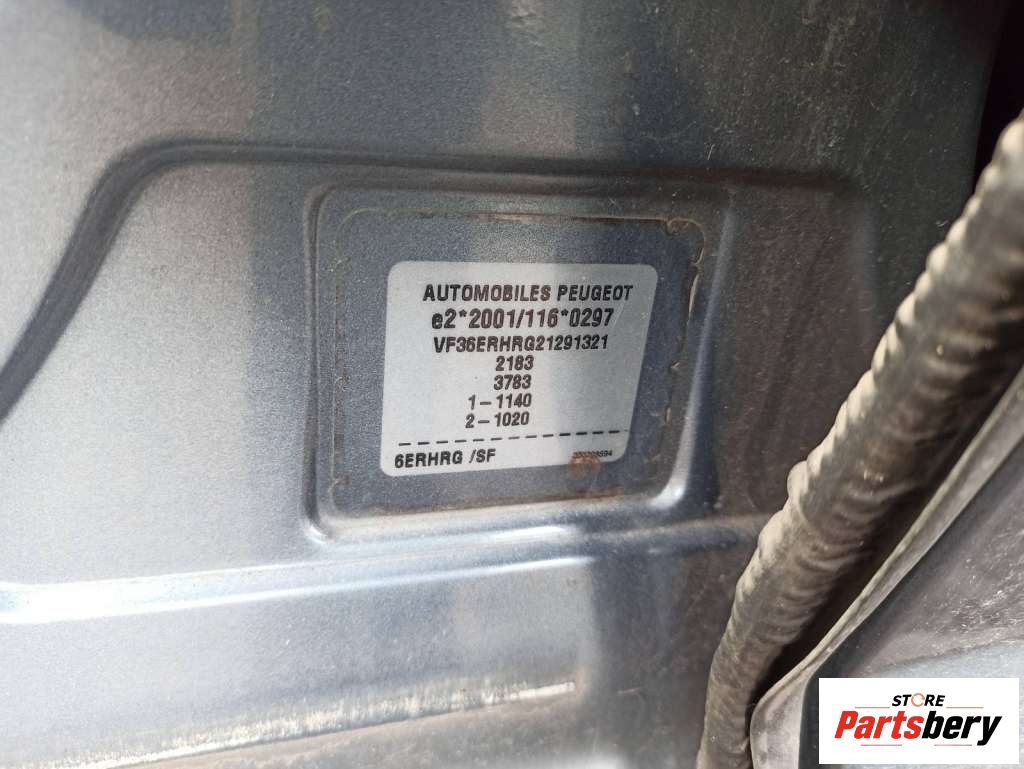 AUTOMOBILES PEUGEOT
e2*2001/116*0297
VF36ERHRG21291321
2183
3783
1-1140
2-1020
6ERHRG /SF
STORE
Partsbery